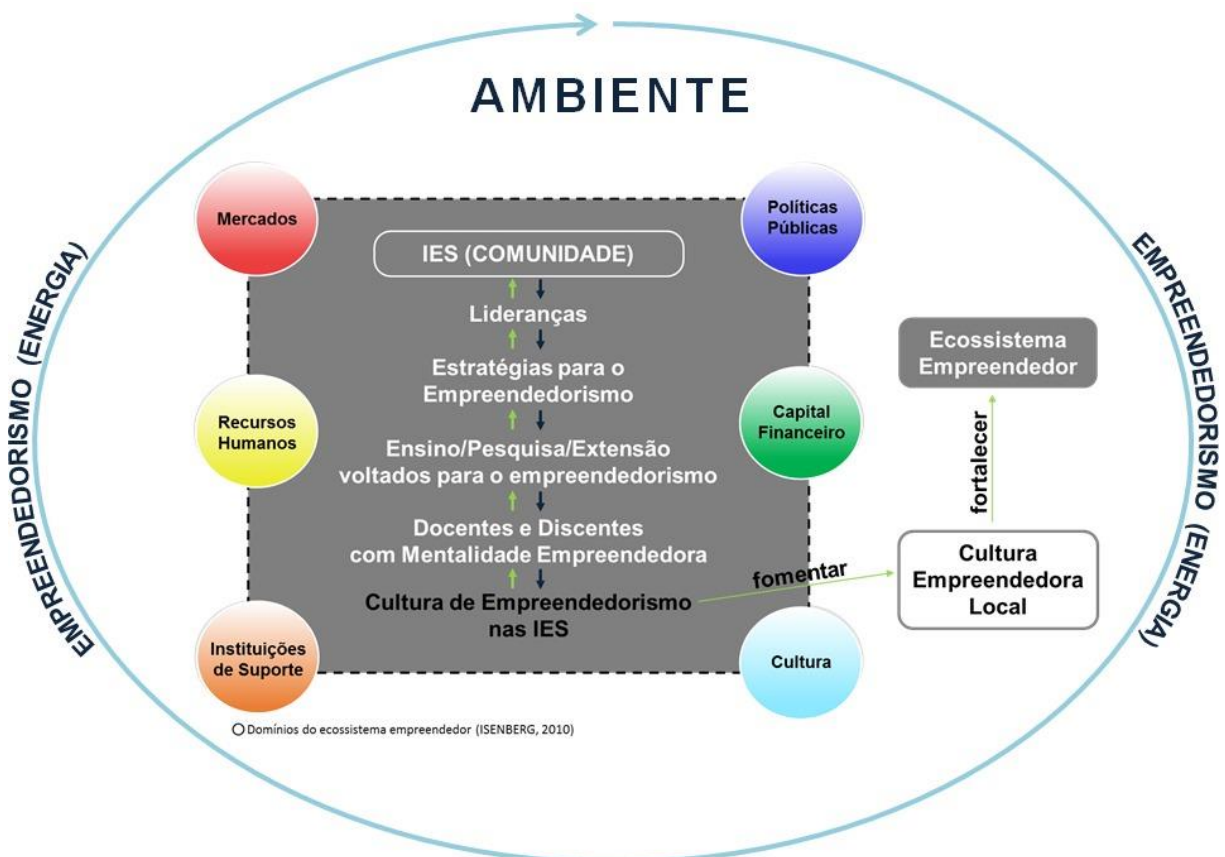 AMBIENTE
EMPREENDEDORISMO (ENERGIA)
Mercados
Políticas
Públicas
IES (COMUNIDADE)
Lideranças
Estratégias para o
Empreendedorismo
Recursos
Humanos
Capital
Financeiro
Ensino/Pesquisa/Extensão
voltados para o empreendedorismo
Docentes e Discentes
com Mentalidade Empreendedora
Cultura de Empreendedorismo
nas IES
Instituições
de Suporte
Cultura
fomentar
Cultura
Empreendedora
Local
fortalecer
Ecossistema
Empreendedor
EMPREENDEDORISMO (ENERGIA)
Domínios do ecossistema empreendedor (ISENBERG, 2010)